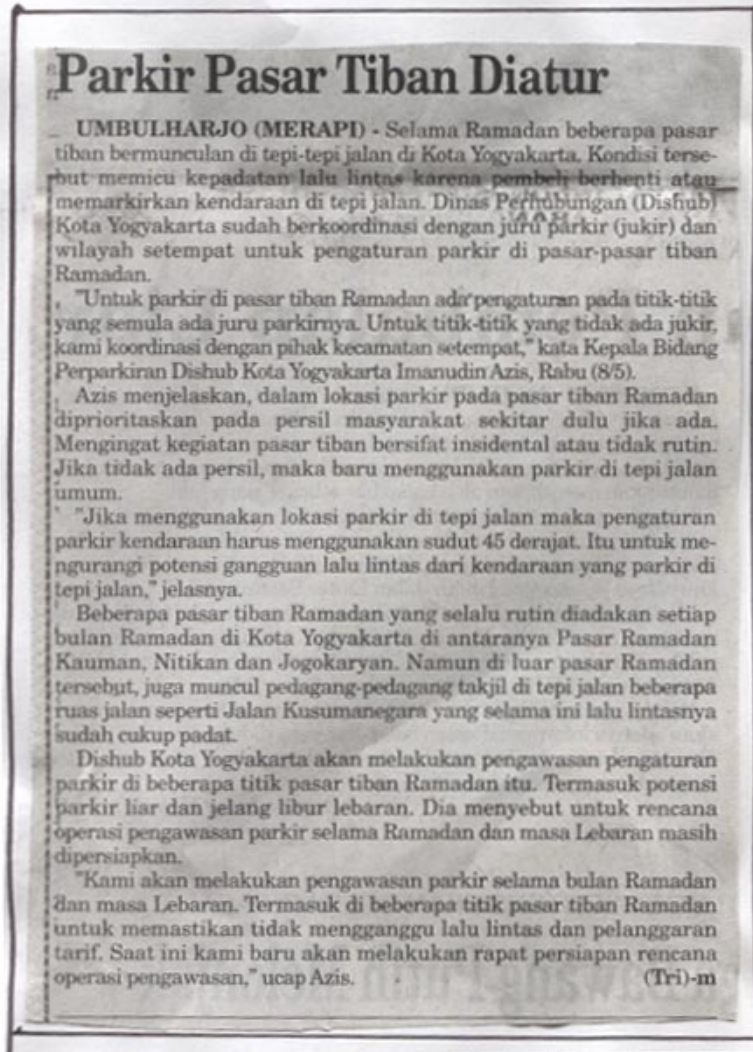 Parkir Pasar Tiban Diatur
UMBULHARJO (MERAPI) - Selama Ramadan beberapa pasar
tiban bermunculan di tepi-tepi jalan di Kota Yogyakarta. Kondisi terse-
but memicu kepadatan lalu lintas karena pembeli berhenti atau
memarkirkan kendaraan di tepi jalan. Dinas Perhubungan (Dishub)
Kota Yogyakarta sudah berkoordinasi dengan juru parkir (jukir) dan
wilayah setempat untuk pengaturan parkir di pasar-pasar tiban
Ramadan.
"Untuk parkir di pasar tiban Ramadan ada pengaturan pada titik-titik
yang semula ada juru parkirnya. Untuk titik-titik yang tidak ada jukir,
kami koordinasi dengan pihak kecamatan setempat," kata Kepala Bidang
Perparkiran Dishub Kota Yogyakarta Imanudin Azis, Rabu (8/5).
Azis menjelaskan, dalam lokasi parkir pada pasar tiban Ramadan
diprioritaskan pada persil masyarakat sekitar dulu jika ada.
Mengingat kegiatan pasar tiban bersifat insidental atau tidak rutin.
Jika tidak ada persil, maka baru menggunakan parkir di tepi jalan
umum.
"Jika menggunakan lokasi parkir di tepi jalan maka pengaturan
parkir kendaraan harus menggunakan sudut 45 derajat. Itu untuk me-
ngurangi potensi gangguan lalu lintas dari kendaraan yang parkir di
tepi jalan," jelasnya.
Beberapa pasar tiban Ramadan yang selalu rutin diadakan setiap
bulan Ramadan di Kota Yogyakarta di antaranya Pasar Ramadan
Kauman, Nitikan dan Jogokaryan. Namun di luar pasar Ramadan
tersebut, juga muncul pedagang-pedagang takjil di tepi jalan beberapa
ruas jalan seperti Jalan Kusumanegara yang selama ini lalu lintasnya
sudah cukup padat.
Dishub Kota Yogyakarta akan melakukan pengawasan pengaturan
parkir di beberapa titik pasar tiban Ramadan itu. Termasuk potensi
parkir liar dan jelang libur lebaran. Dia menyebut untuk rencana
operasi pengawasan parkir selama Ramadan dan masa Lebaran masih
dipersiapkan.
"Kami akan melakukan pengawasan parkir selama bulan Ramadan
dan masa Lebaran. Termasuk di beberapa titik pasar tiban Ramadan
untuk memastikan tidak mengganggu lalu lintas dan pelanggaran
tarif. Saat ini kami baru akan melakukan rapat persiapan rencana
operasi pengawasan," ucap Azis. (Tri)-m